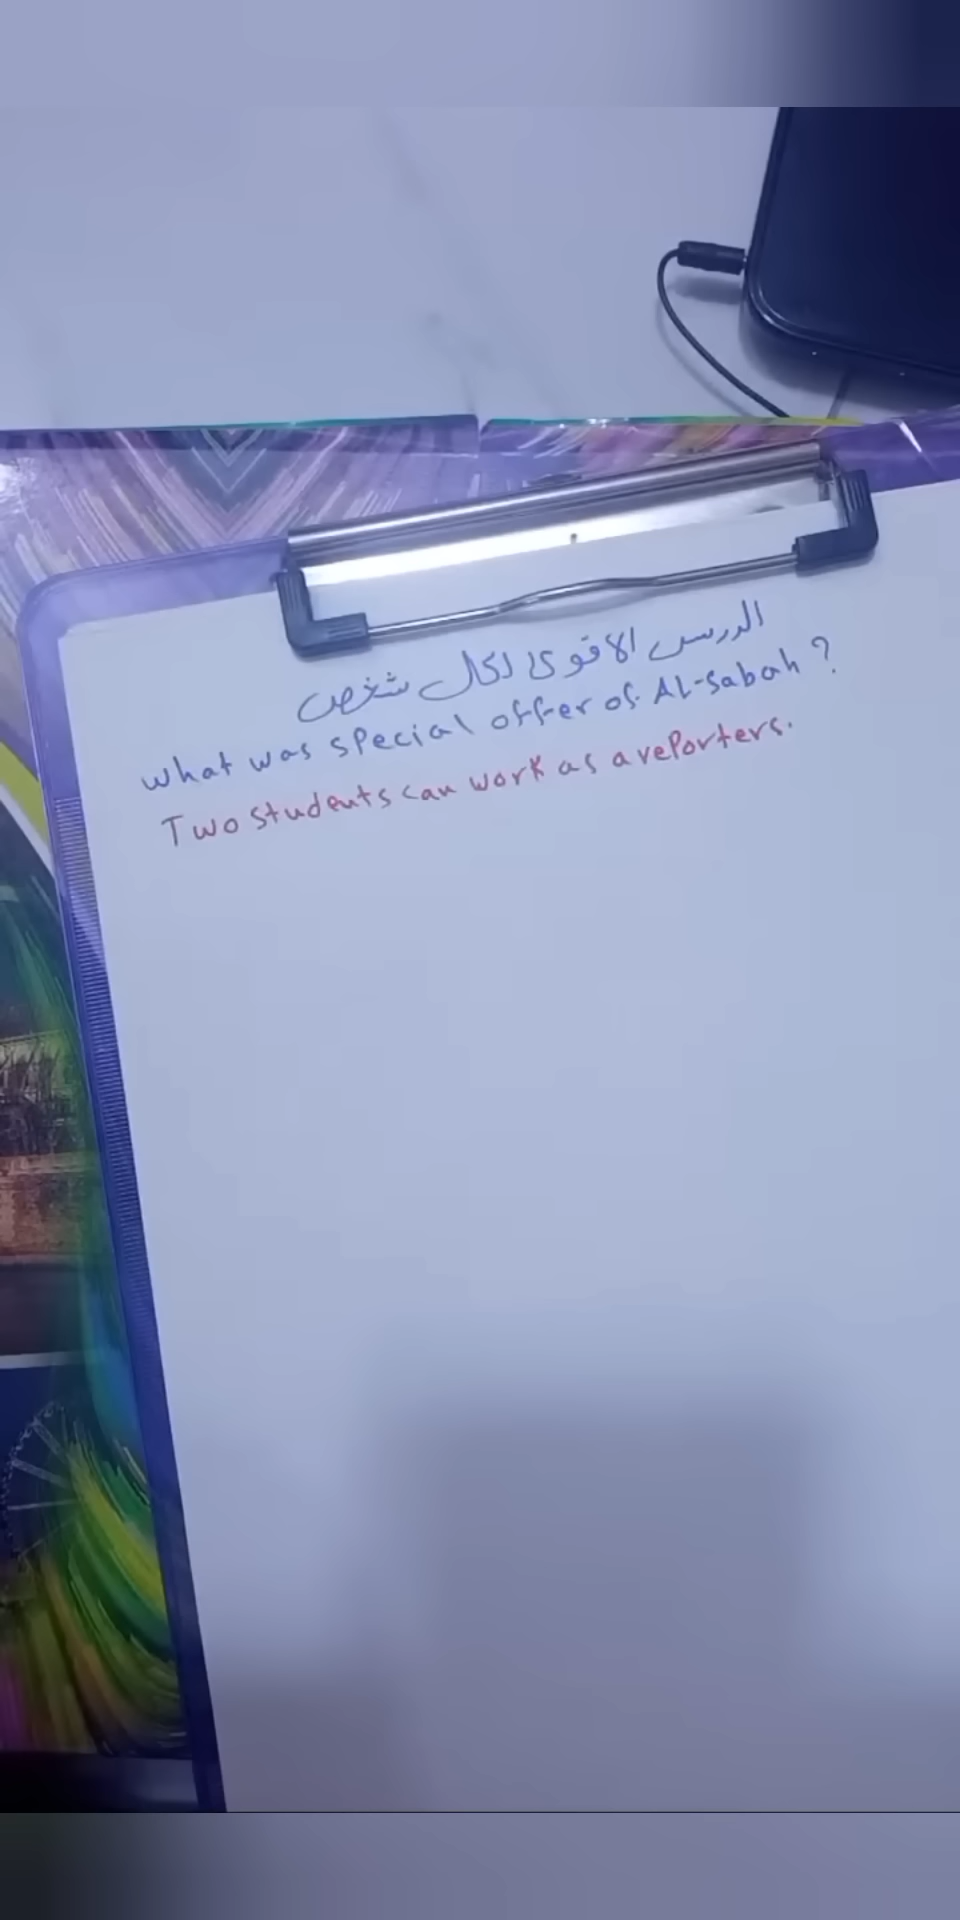 الدرس الاقوى لكل شخص
what was special offer of AL-sabah ?
Two students can work as a reporters.